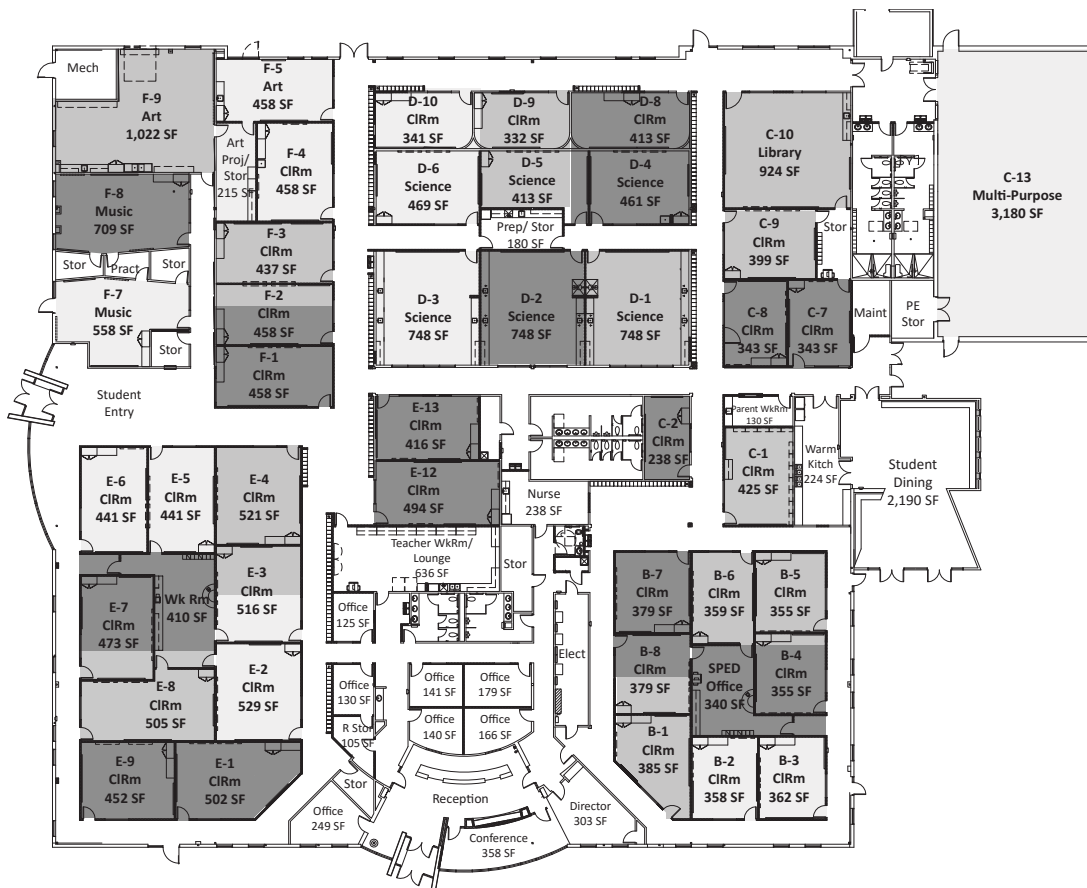 Mech
F-9
Art
1,022 SF
F-5
Art
458 SF
Art
Proj/
Stor
215 SF
F-4
ClRm
458 SF
F-8
Music
709 SF
F-3
ClRm
437 SF
Stor
Pract
Stor
F-7
Music
558 SF
Stor
F-2
ClRm
458 SF
F-1
ClRm
458 SF
Student
Entry
D-10
ClRm
341 SF
D-9
ClRm
332 SF
D-8
ClRm
413 SF
D-6
Science
469 SF
D-5
Science
413 SF
D-4
Science
461 SF
Prep/ Stor
180 SF
D-3
Science
748 SF
D-2
Science
748 SF
D-1
Science
748 SF
C-10
Library
924 SF
C-9
ClRm
399 SF
Stor
C-8
ClRm
343 SF
C-7
ClRm
343 SF
Maint
PE
Stor
C-13
Multi-Purpose
3,180 SF
E-13
ClRm
416 SF
E-12
ClRm
494 SF
C-2
ClRm
238 SF
Nurse
238 SF
Parent WkRm
130 SF
C-1
ClRm
425 SF
Warm
Kitch
224 SF
Student
Dining
2,190 SF
E-6
ClRm
441 SF
E-5
ClRm
441 SF
E-4
ClRm
521 SF
E-3
ClRm
516 SF
Wk Rm
410 SF
E-7
ClRm
473 SF
E-2
ClRm
529 SF
E-8
ClRm
505 SF
E-9
ClRm
452 SF
E-1
ClRm
502 SF
Teacher WkRm/
Lounge
636 SF
Stor
Office
125 SF
Elect
Office
130 SF
Office
141 SF
Office
179 SF
Office
140 SF
Office
166 SF
R Stor
105 SF
Stor
Office
249 SF
Reception
Conference
358 SF
Director
303 SF
B-7
ClRm
379 SF
B-6
ClRm
359 SF
B-5
ClRm
355 SF
B-8
ClRm
379 SF
SPED
Office
340 SF
B-4
ClRm
355 SF
B-1
ClRm
385 SF
B-2
ClRm
358 SF
B-3
ClRm
362 SF